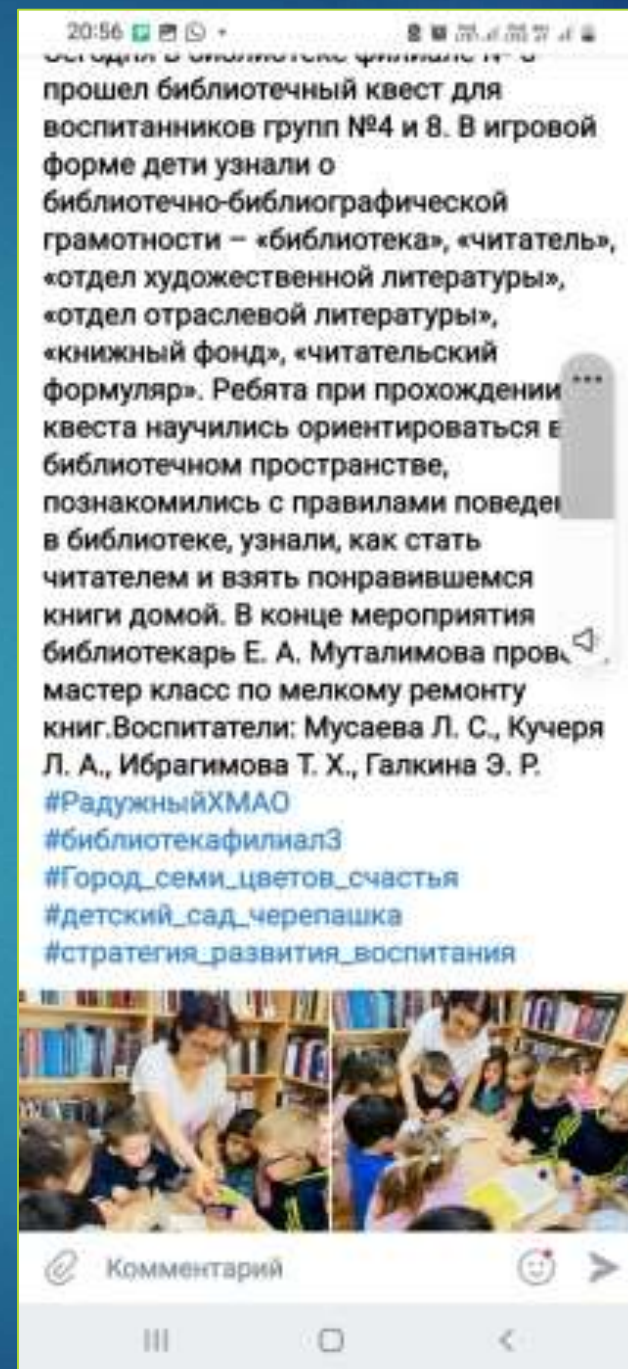 20:56
прошел библиотечный квест для
воспитанников групп №4 и 8. В игровой
форме дети узнали о
библиотечно-библиографической
грамотности – «библиотека», «читатель»,
«отдел художественной литературы»,
«отдел отраслевой литературы»,
«книжный фонд», «читательский
формуляр». Ребята при прохождении
квеста научились ориентироваться в
библиотечном пространстве,
познакомились с правилами поведе
в библиотеке, узнали, как стать
читателем и взять понравившемся
книги домой. В конце мероприятия
библиотекарь Е. А. Муталимова пров
мастер класс по мелкому ремонту
книг.Воспитатели: Мусаева Л. С., Кучеря
Л. А., Ибрагимова Т. Х., Галкина Э. Р.
#РадужныйХМАО
#библиотекафилиал3
#Город_семи_цветов_счастья
#детский_сад_черепашка
#стратегия_развития_воспитания
Комментарий